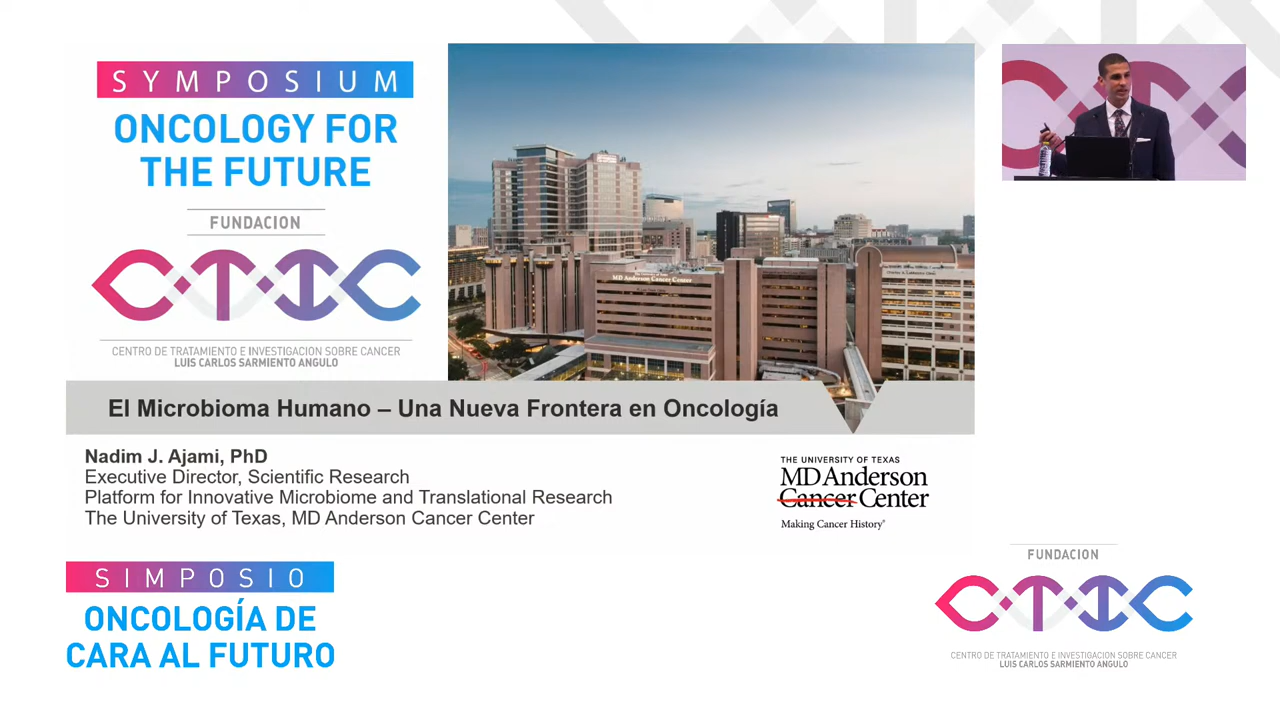 SYMPOSIUM
ONCOLOGY FOR
THE FUTURE
FUNDACION
CTIC
CENTRO DE TRATAMIENTO E INVESTIGACION SOBRE CANCER
LUIS CARLOS SARMIENTO ANGULO
MD Anderson Cancer Center
El Microbioma Humano – Una Nueva Frontera en Oncología
Nadim J. Ajami, PhD
Executive Director, Scientific Research
Platform for Innovative Microbiome and Translational Research
The University of Texas, MD Anderson Cancer Center
THE UNIVERSITY OF TEXAS
MD Anderson
Cancer Center
Making Cancer History®
SIMPOSIO
ONCOLOGÍA DE
CARA AL FUTURO
FUNDACION
CTIC
CENTRO DE TRATAMIENTO E INVESTIGACION SOBRE CANCER
LUIS CARLOS SARMIENTO ANGULO